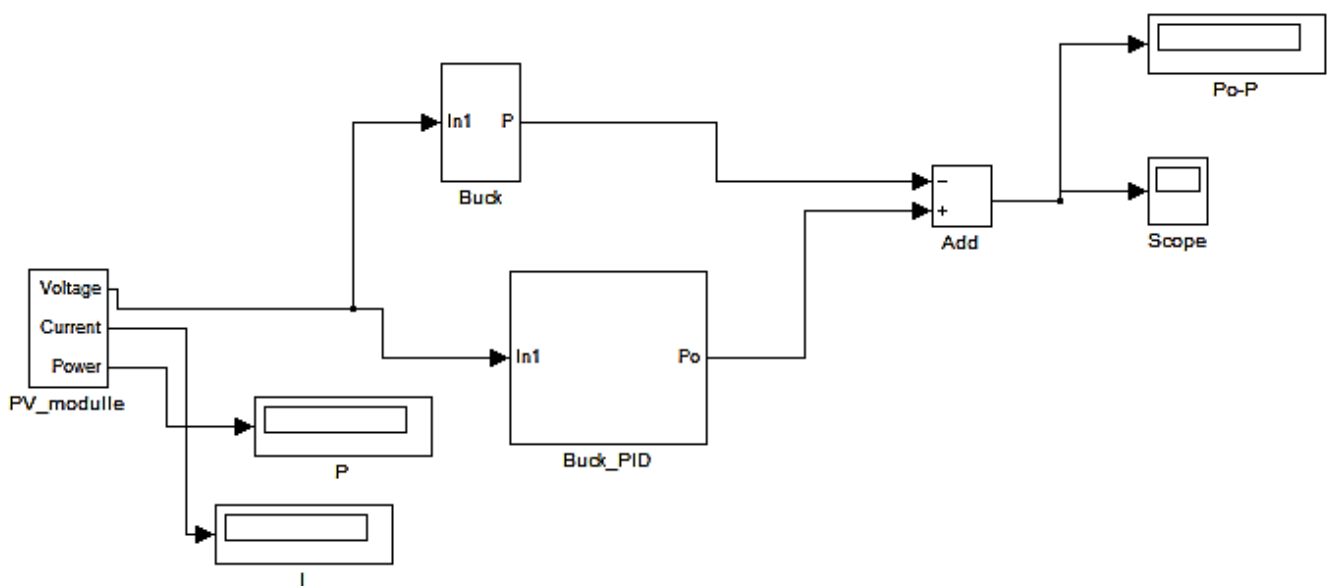 Po-P
In1
P
Buck
-
+
Add
Scope
Voltage
Current
Power
PV_modulle
In1
Po
Buck_PID
P
I